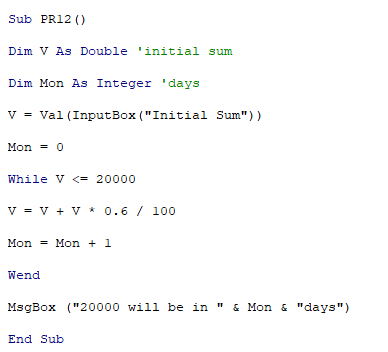 Sub PR12()
Dim V As Double 'initial sum
Dim Mon As Integer 'days
V = Val(InputBox("Initial Sum"))
Mon = 0
While V <= 20000
V = V + V * 0.6 / 100
Mon = Mon + 1
Wend
MsgBox ("20000 will be in " & Mon & "days")
End Sub